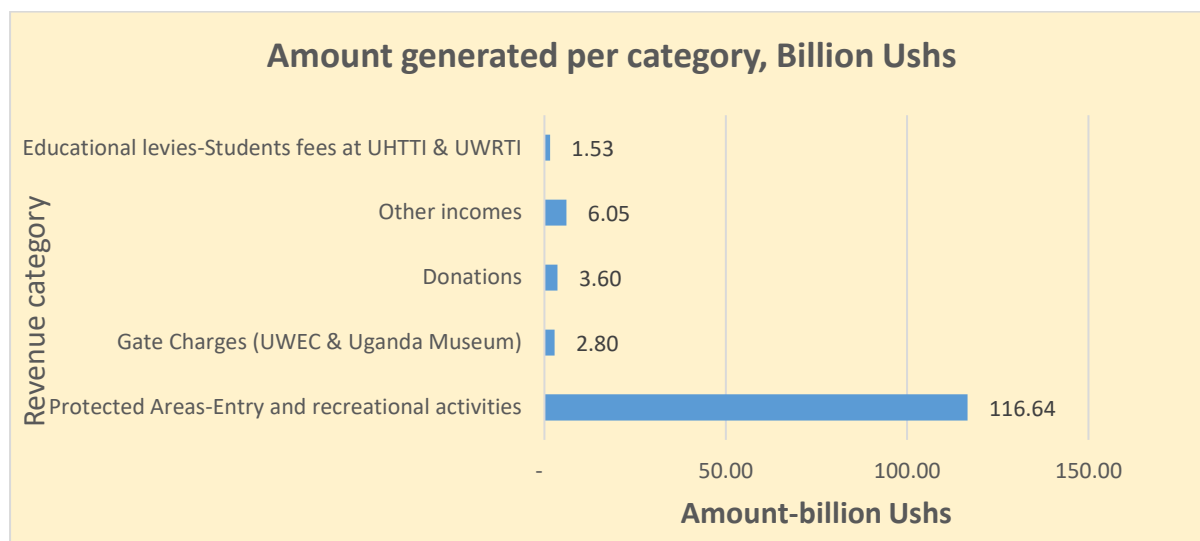 Amount generated per category, Billion Ushs
Revenue category
Educational levies-Students fees at UHTTI & UWRTI 1.53
Other incomes 6.05
Donations 3.60
Gate Charges (UWEC & Uganda Museum) 2.80
Protected Areas-Entry and recreational activities 116.64
- 50.00 100.00 150.00
Amount-billion Ushs